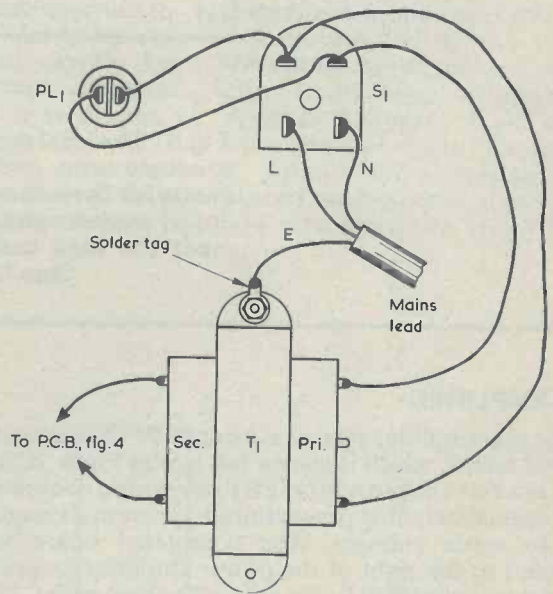 PL1
S1
L
N
E
Solder tag
Mains
lead
Sec.
T1
Pri.
To P.C.B., fig. 4